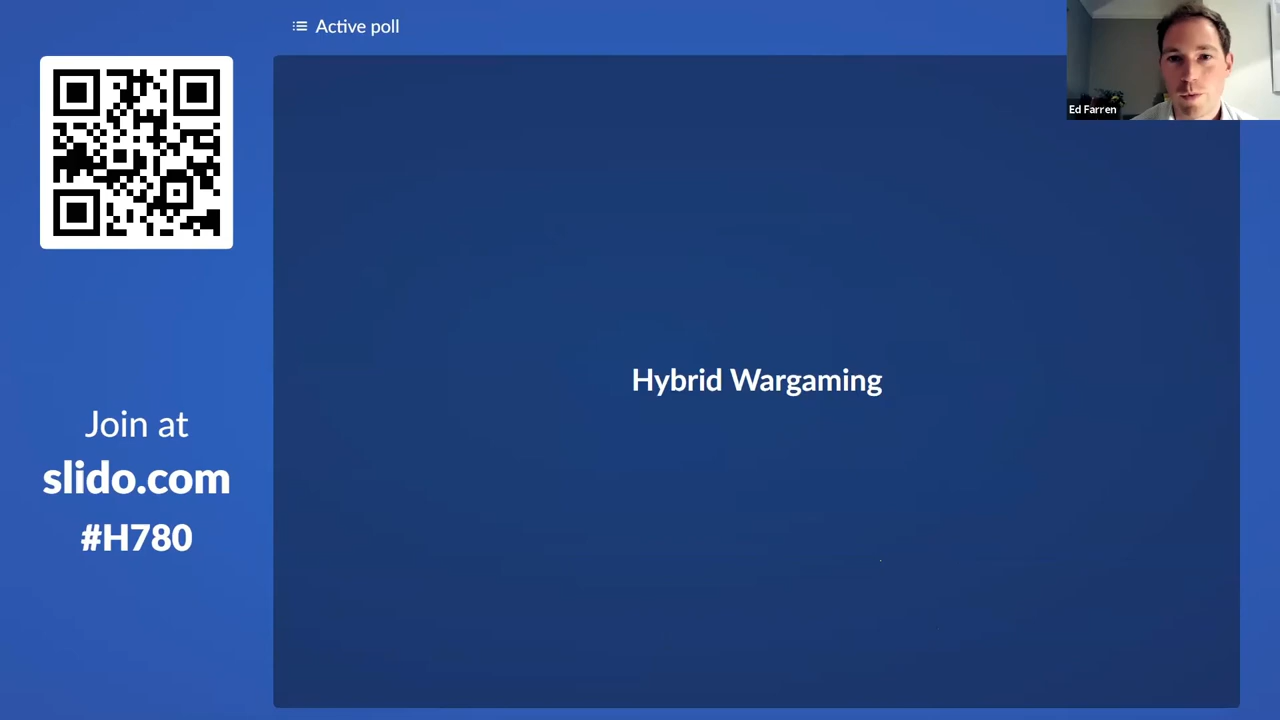 Active poll
Ed Farren
Hybrid Wargaming
Join at
slido.com
#H780